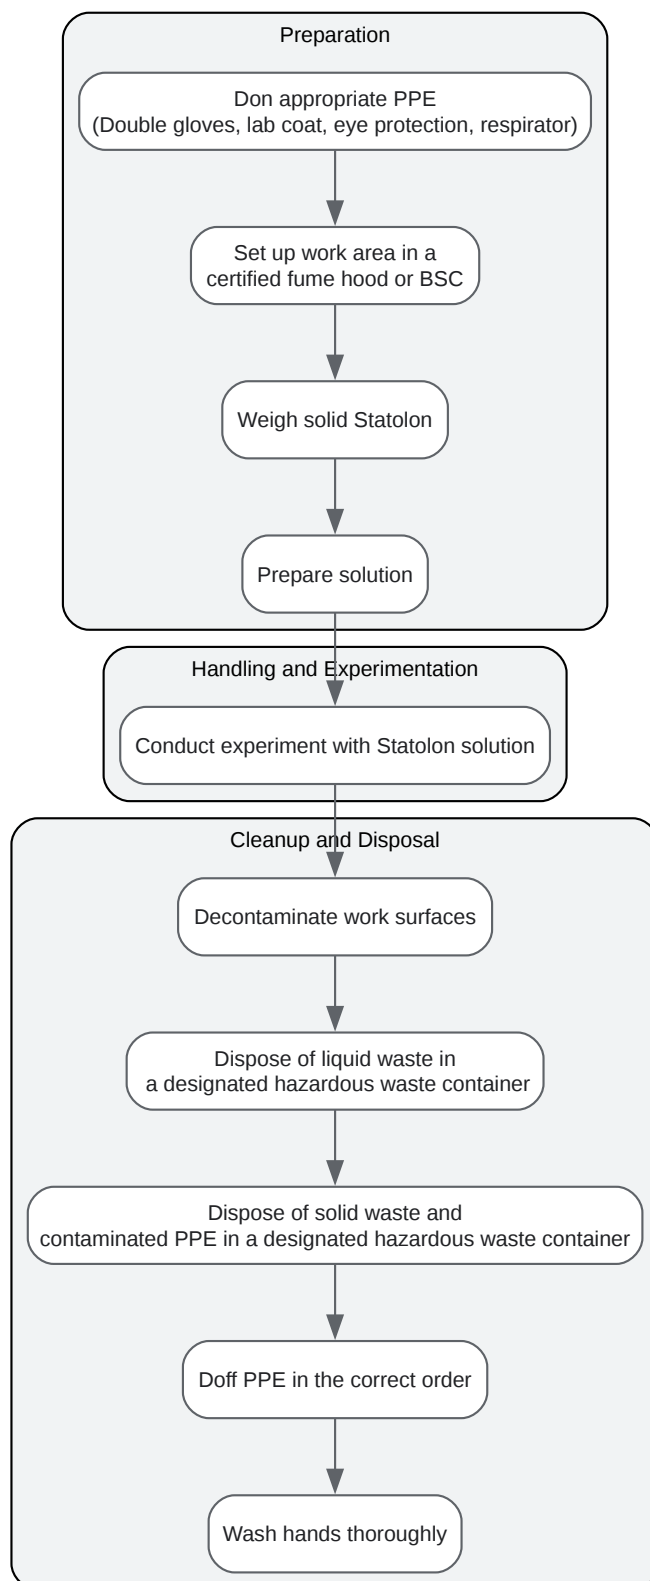 Preparation
Don appropriate PPE
(Double gloves, lab coat, eye protection, respirator)
Set up work area in a
certified fume hood or BSC
Weigh solid Statolon
Prepare solution
Handling and Experimentation
Conduct experiment with Statolon solution
Cleanup and Disposal
Decontaminate work surfaces
Dispose of liquid waste in
a designated hazardous waste container
Dispose of solid waste and
contaminated PPE in a designated hazardous waste container
Doff PPE in the correct order
Wash hands thoroughly